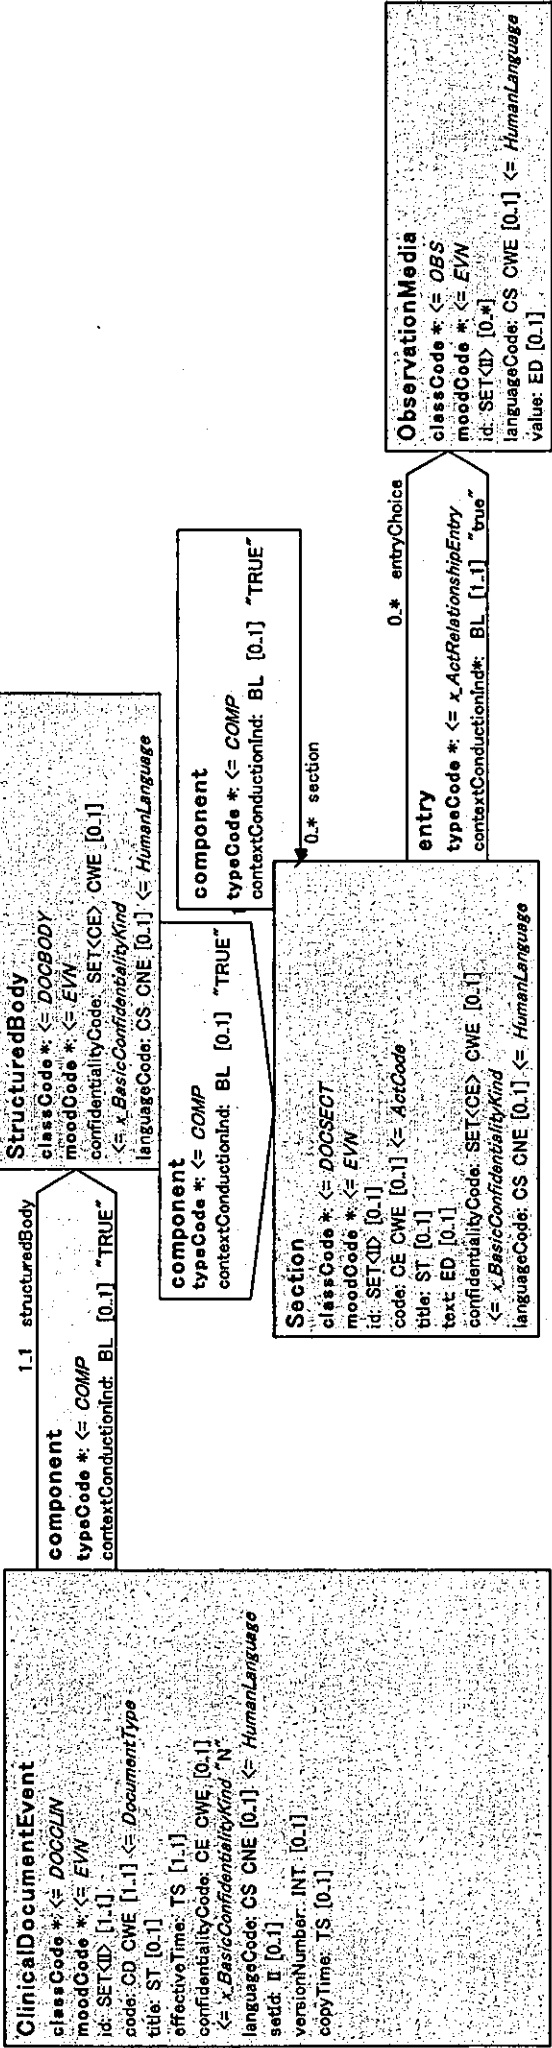 ClinicalDocumentEvent
classCode *: <= DOCCLIN
moodCode *: <= EVN
id: SET<II> [1..1]
code: CD CWE [1..1] <= DocumentType
title: ST [0..1]
effectiveTime: TS [1..1]
confidentialityCode: CE CWE [0..1]
<= x_BasicConfidentialityKind "N"
languageCode: CS CNE [0..1] <= HumanLanguage
setId: II [0..1]
versionNumber: INT [0..1]
copyTime: TS [0..1]
1..1 structuredBody
component
typeCode *: <= COMP
contextConductionInd: BL [0..1] "TRUE"
StructuredBody
classCode *: <= DOCBODY
moodCode *: <= EVN
confidentialityCode: SET<CE> CWE [0..1]
<= x_BasicConfidentialityKind
languageCode: CS CNE [0..1] <= HumanLanguage
component
typeCode *: <= COMP
contextConductionInd: BL [0..1] "TRUE"
component
typeCode *: <= COMP
contextConductionInd: BL [0..1] "TRUE"
0..* section
Section
classCode *: <= DOCSECT
moodCode *: <= EVN
id: SET<II> [0..1]
code: CE CWE [0..1] <= ActCode
title: ST [0..1]
text: ED [0..1]
confidentialityCode: SET<CE> CWE [0..1]
<= x_BasicConfidentialityKind
languageCode: CS CNE [0..1] <= HumanLanguage
0..* entryChoice
entry
typeCode *: <= x_ActRelationshipEntry
contextConductionInd*: BL [1..1] "true"
ObservationMedia
classCode *: <= OBS
moodCode *: <= EVN
id: SET<II> [0..*]
languageCode: CS CWE [0..1] <= HumanLanguage
value: ED [0..1]